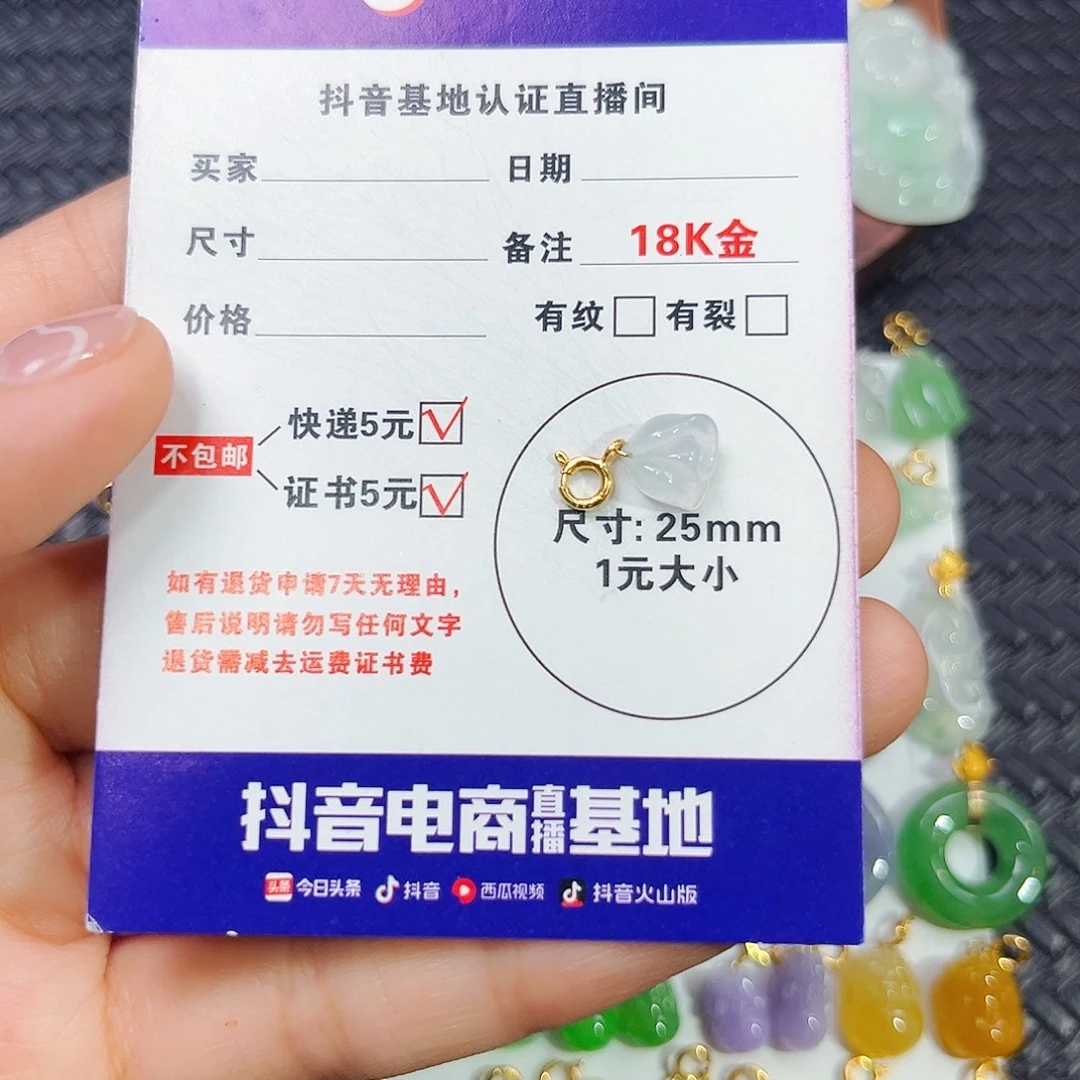 抖音基地认证直播间
买家 日期
尺寸 备注 18K金
价格 有纹 有裂
快递5元
不包邮
证书5元
尺寸: 25mm
1元大小
如有退货申请7天无理由，
售后说明请勿写任何文字
退货需减去运费证书费
抖音电商直播基地
头条 今日头条 抖音 西瓜视频 抖音火山版